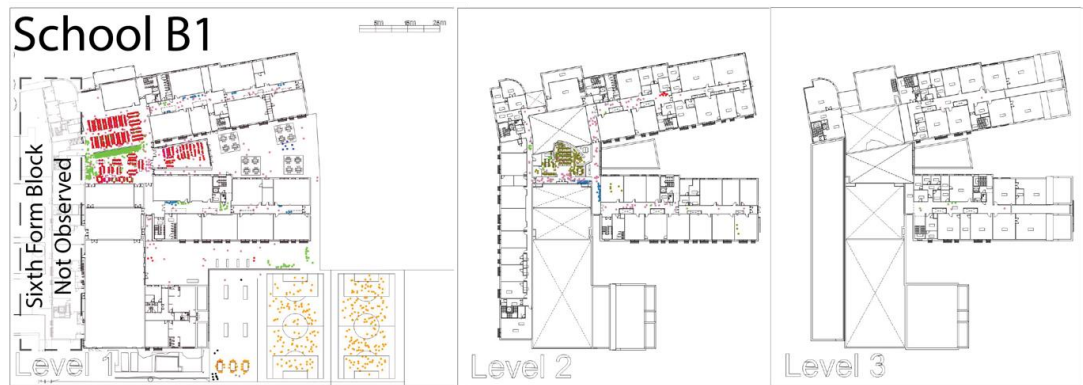 School B1
Sixth Form Block
Not Observed
Level 1
Level 2
Level 3